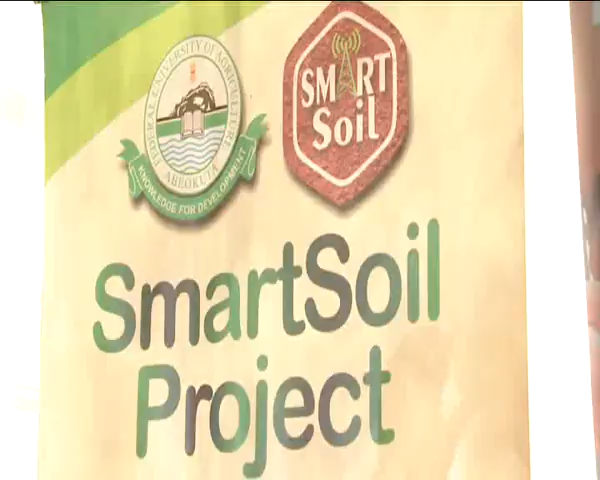 FEDERAL UNIVERSITY OF AGRICULTURE
ABEOKUTA
KNOWLEDGE FOR DEVELOPMENT
SMART
Soil
SmartSoil
Project